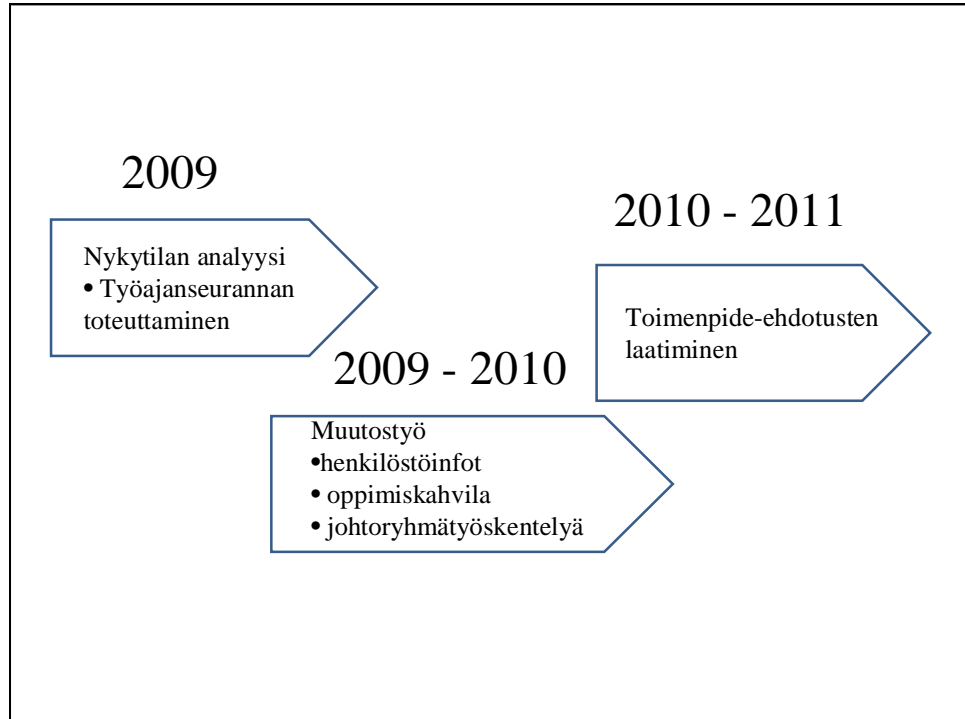 2009
Nykytilan analyysi
• Työajanseurannan
toteuttaminen
2009 - 2010
Muutostyö
•henkilöstöinfot
• oppimiskahvila
• johtoryhmätyöskentelyä
2010 - 2011
Toimenpide-ehdotusten
laatiminen